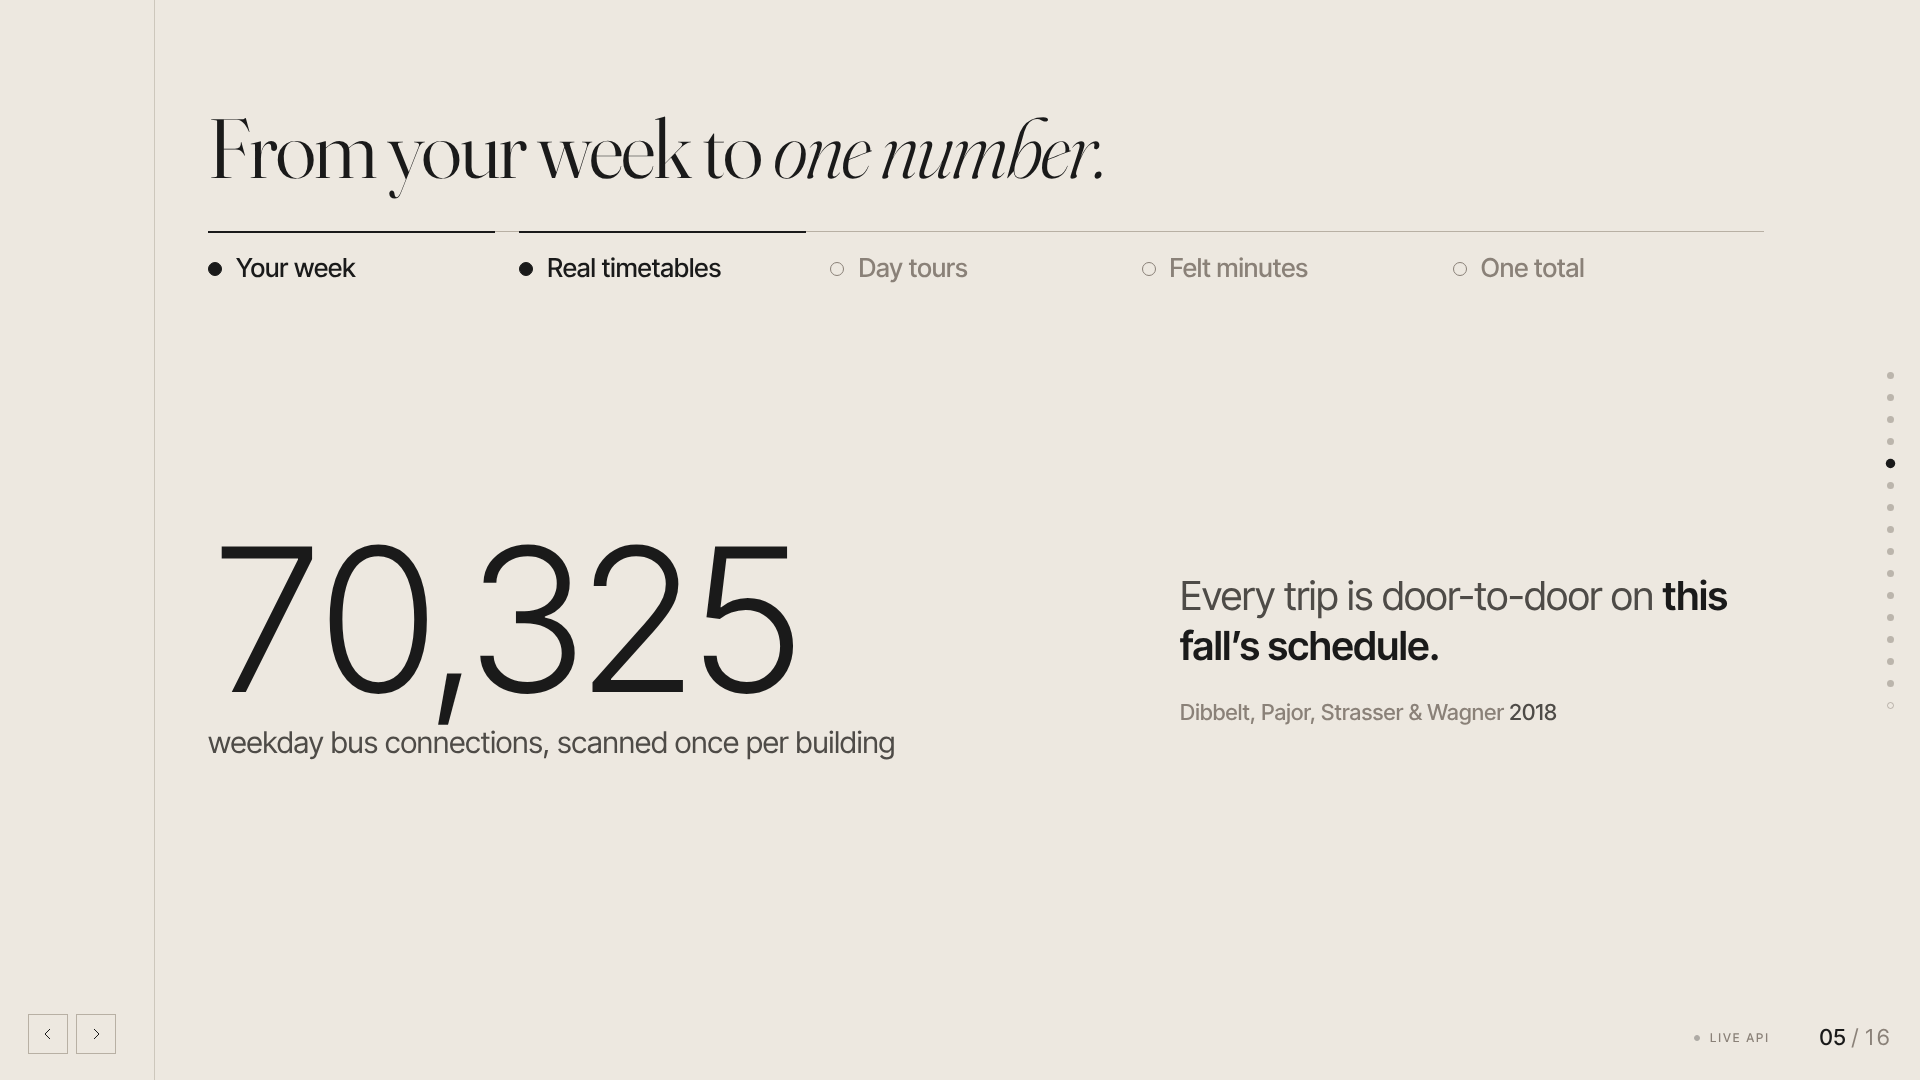 From your week to one number.
Your week
Real timetables
Day tours
Felt minutes
One total
70,325
weekday bus connections, scanned once per building
Every trip is door-to-door on this
fall’s schedule.
Dibbelt, Pajor, Strasser & Wagner 2018
LIVE API
05 / 16